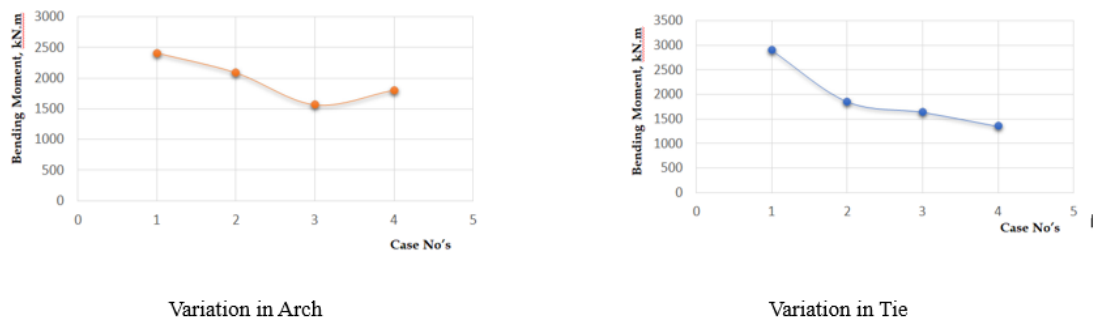 Bending Moment, kN.m
3000
2500
2000
1500
1000
500
0
0 1 2 3 4 5
Case No's
Variation in Arch
Bending Moment, kN.m
3500
3000
2500
2000
1500
1000
500
0
0 1 2 3 4 5
Case No's
Variation in Tie